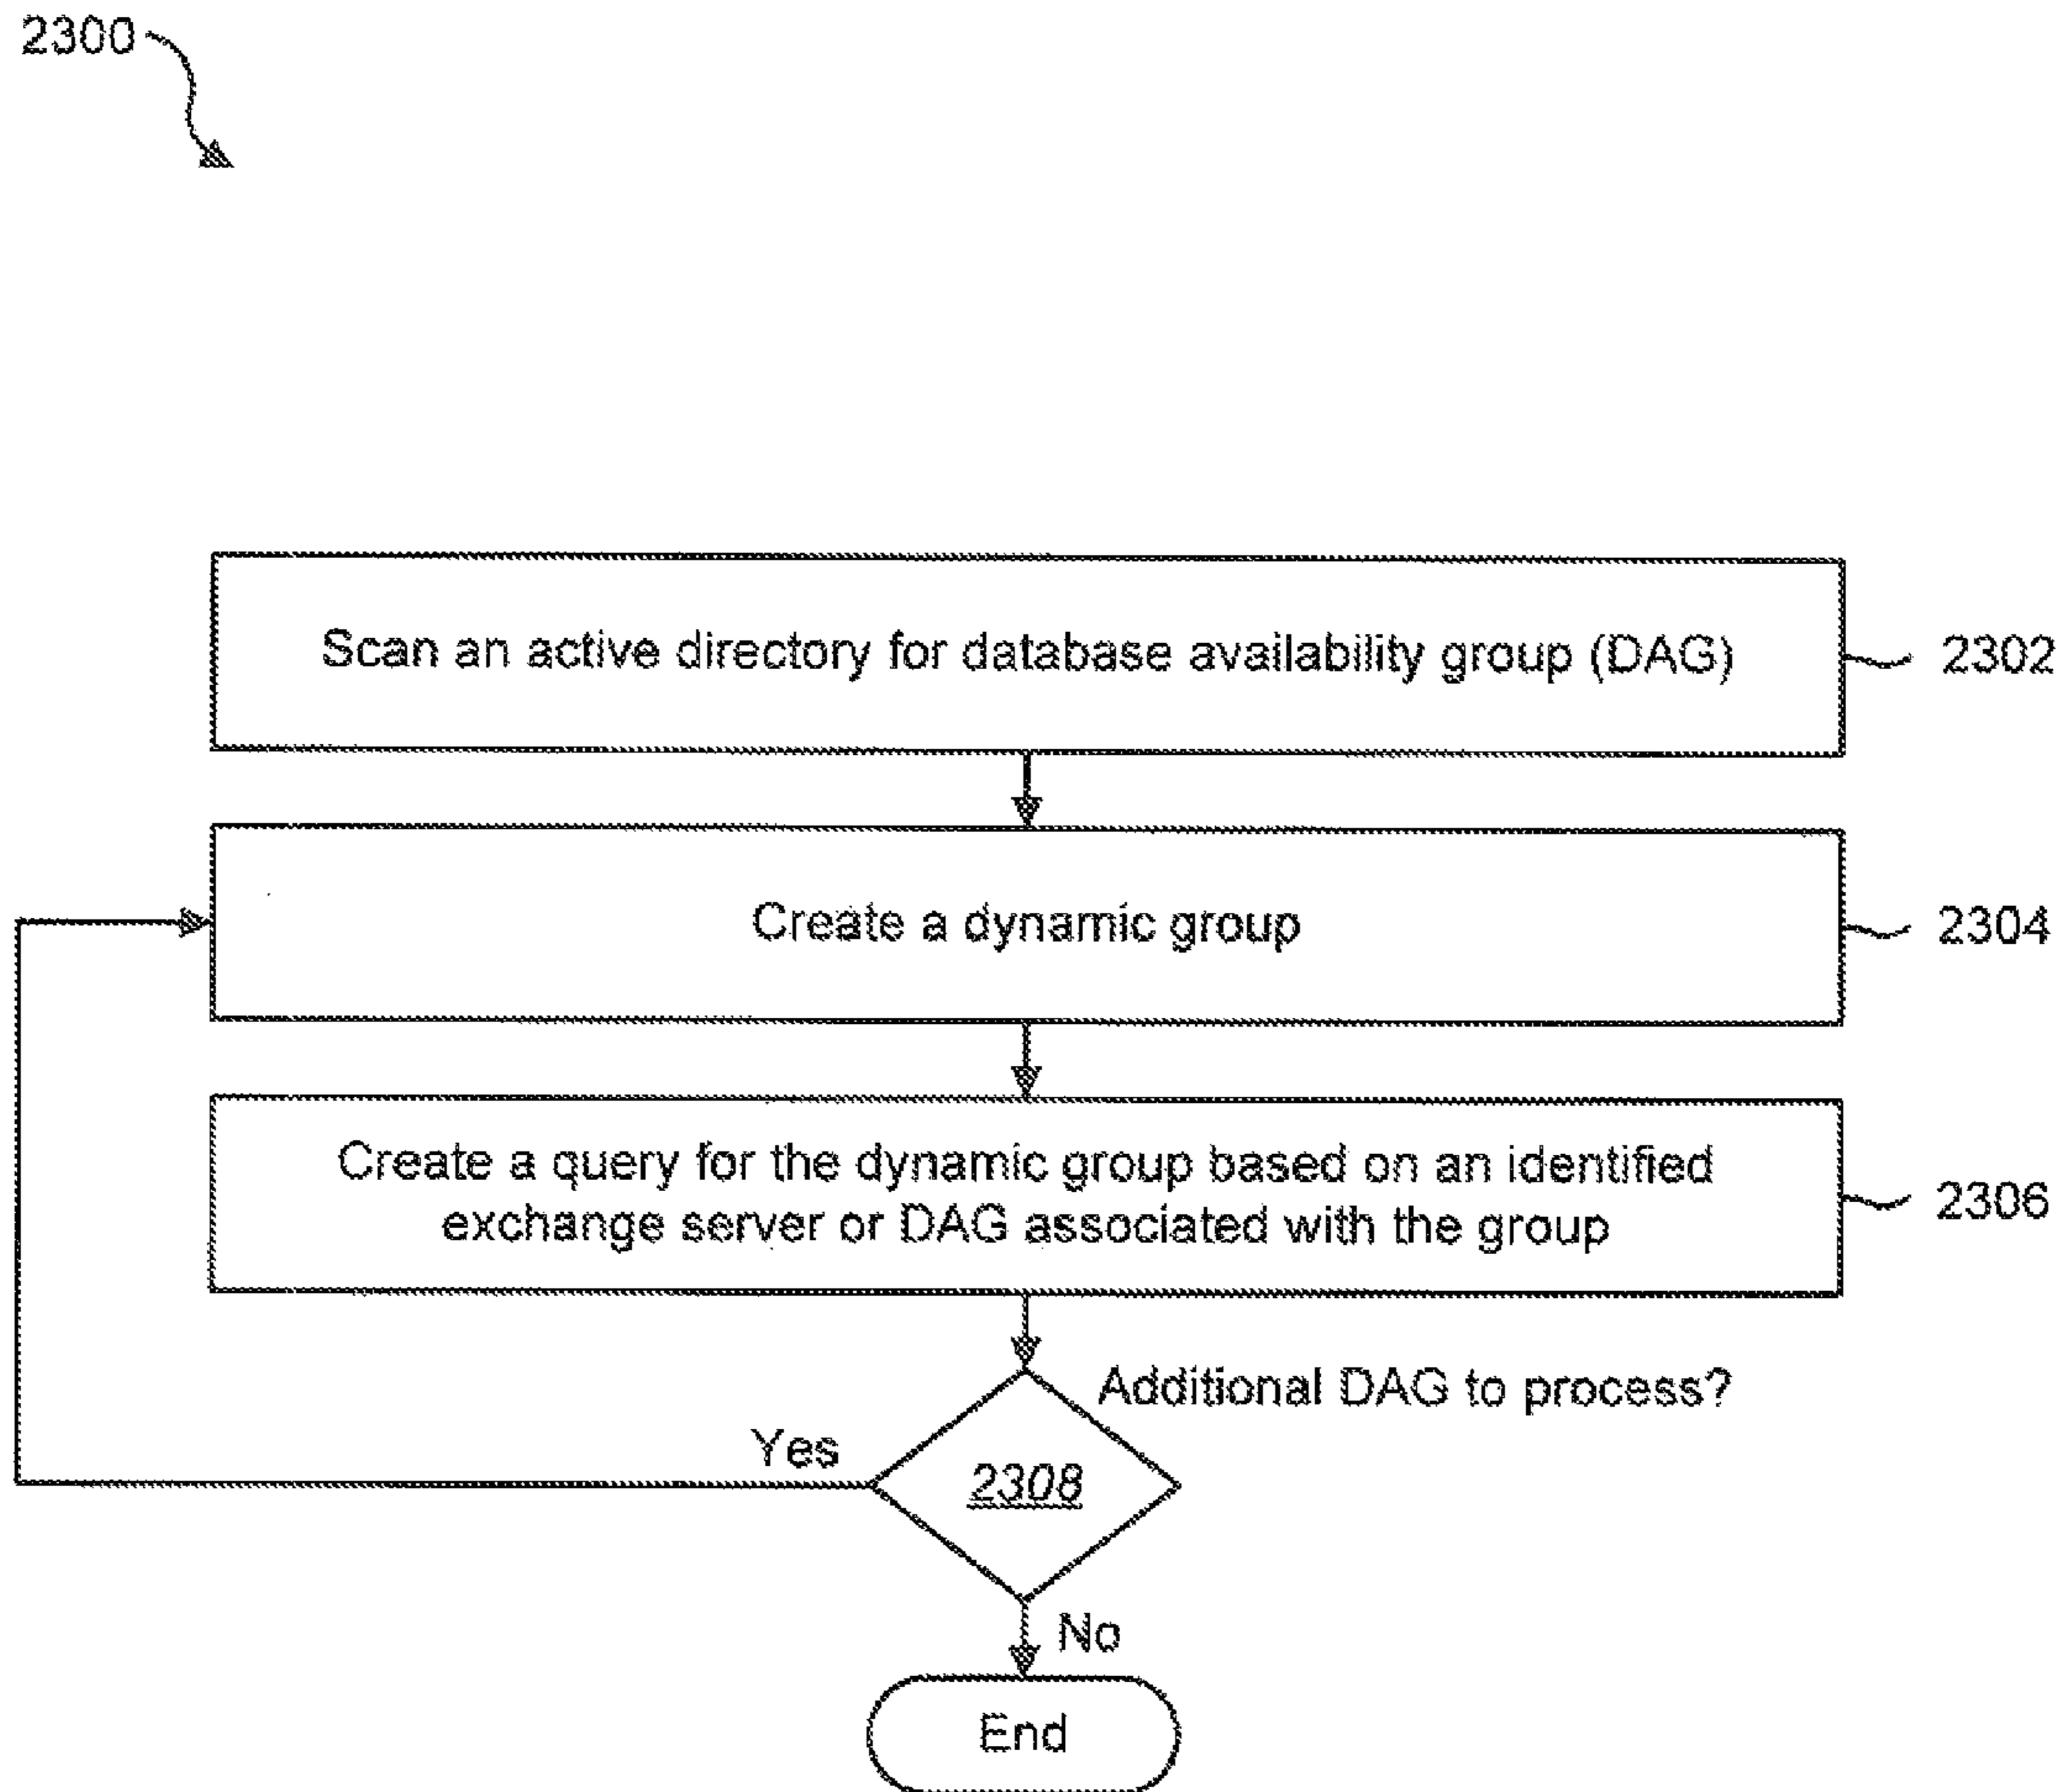 2300
Scan an active directory for database availability group (DAG)
2302
Create a dynamic group
2304
Create a query for the dynamic group based on an identified
exchange server or DAG associated with the group
2306
Additional DAG to process?
Yes
2308
No
End